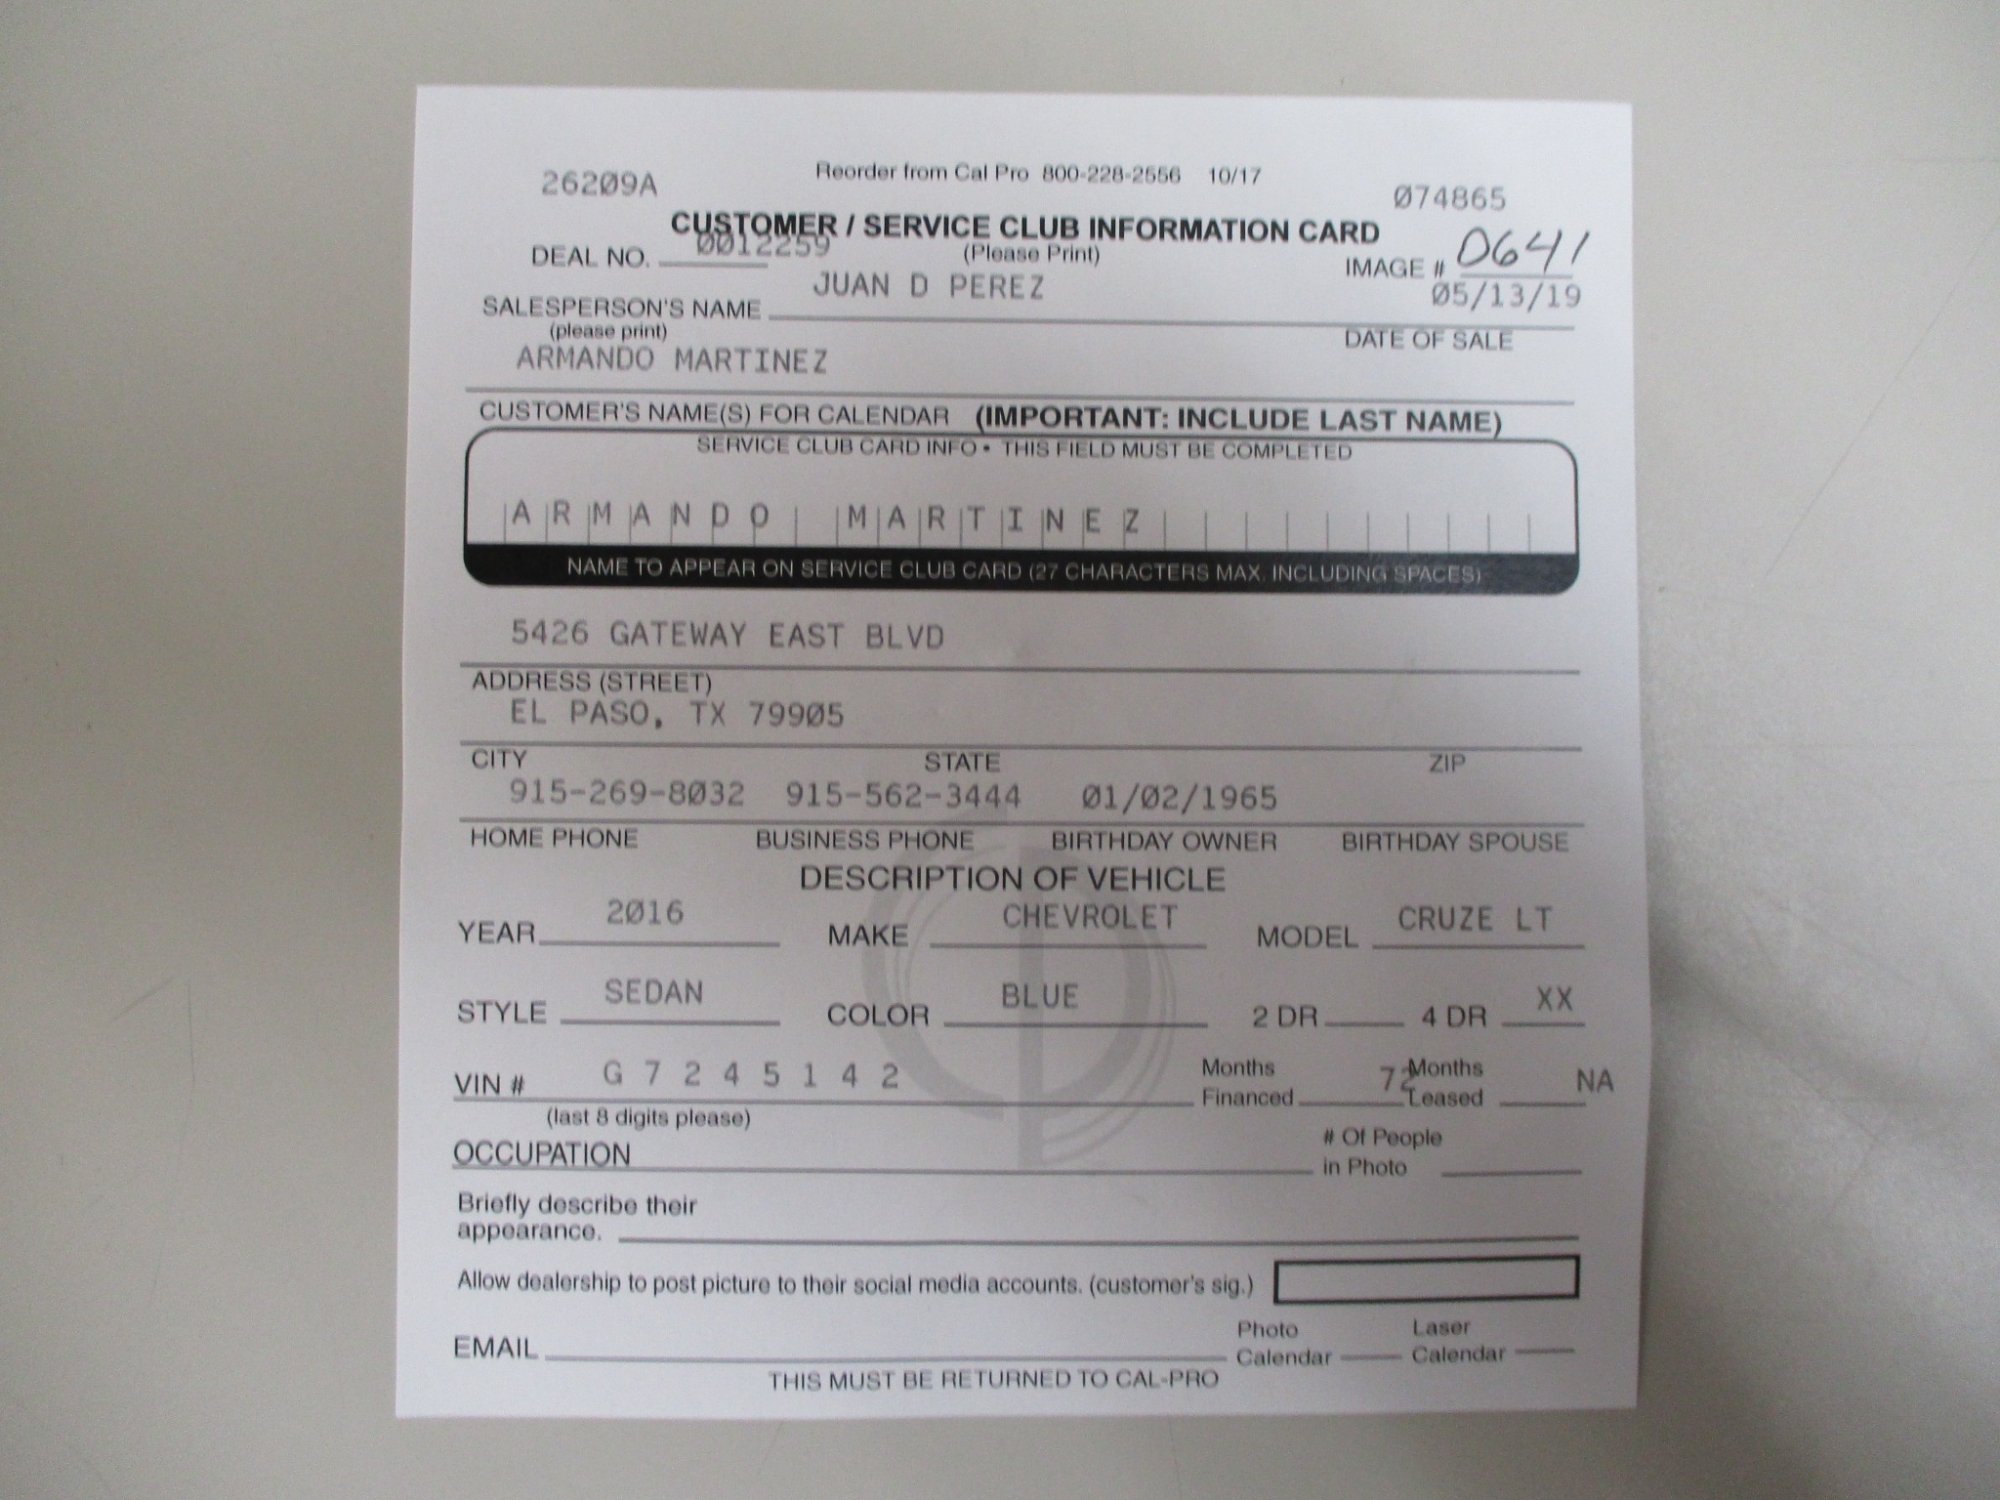 26209A Reorder from Cal Pro 800-228-2556 10/17 074865
CUSTOMER / SERVICE CLUB INFORMATION CARD
DEAL NO. 0012259 (Please Print) IMAGE # 0641
SALESPERSON'S NAME JUAN D PEREZ 05/13/19
(please print) DATE OF SALE
ARMANDO MARTINEZ
CUSTOMER'S NAME(S) FOR CALENDAR (IMPORTANT: INCLUDE LAST NAME)
SERVICE CLUB CARD INFO • THIS FIELD MUST BE COMPLETED
ARMANDO MARTINEZ
NAME TO APPEAR ON SERVICE CLUB CARD (27 CHARACTERS MAX. INCLUDING SPACES)
5426 GATEWAY EAST BLVD
ADDRESS (STREET)
EL PASO, TX 79905
CITY STATE ZIP
915-269-8032 915-562-3444 01/02/1965
HOME PHONE BUSINESS PHONE BIRTHDAY OWNER BIRTHDAY SPOUSE
DESCRIPTION OF VEHICLE
YEAR 2016 MAKE CHEVROLET MODEL CRUZE LT
STYLE SEDAN COLOR BLUE 2 DR 4 DR XX
VIN # G 7 2 4 5 1 4 2 Months Financed 72 Months Leased NA
(last 8 digits please)
OCCUPATION # Of People in Photo
Briefly describe their
appearance.
Allow dealership to post picture to their social media accounts. (customer's sig.)
EMAIL Photo Calendar Laser Calendar
THIS MUST BE RETURNED TO CAL-PRO